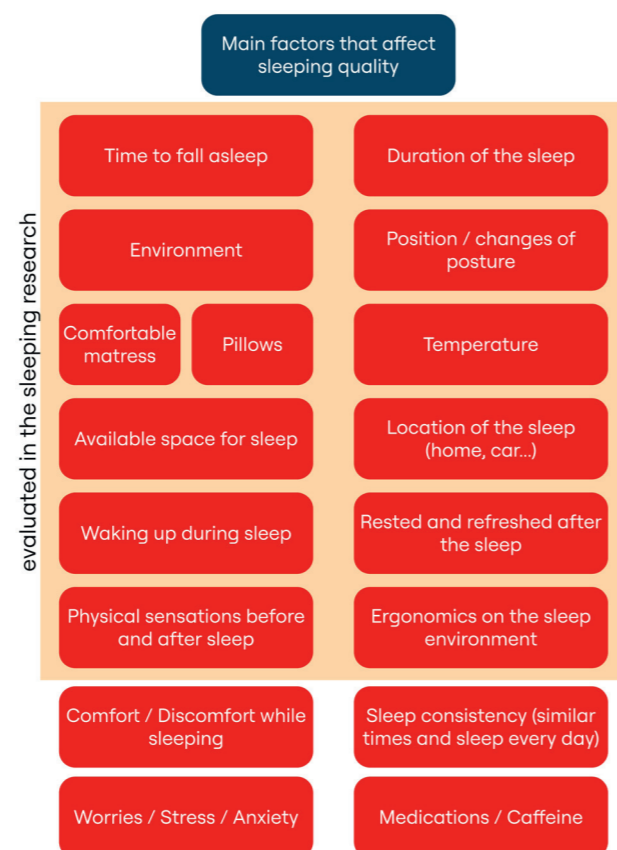 Main factors that affect
sleeping quality
evaluated in the sleeping research
Time to fall asleep
Duration of the sleep
Environment
Position / changes of
posture
Comfortable
matress
Pillows
Temperature
Available space for sleep
Location of the sleep
(home, car...)
Waking up during sleep
Rested and refreshed after
the sleep
Physical sensations before
and after sleep
Ergonomics on the sleep
environment
Comfort / Discomfort while
sleeping
Sleep consistency (similar
times and sleep every day)
Worries / Stress / Anxiety
Medications / Caffeine